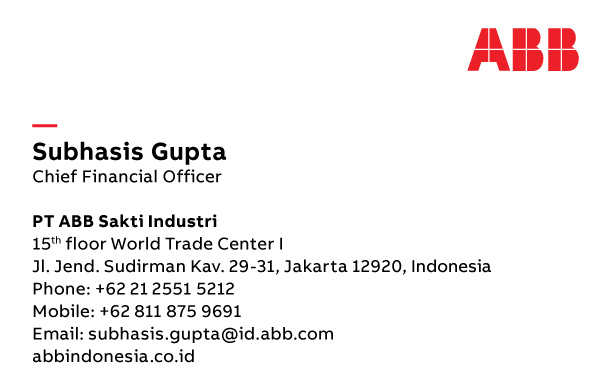 ABB
Subhasis Gupta
Chief Financial Officer
PT ABB Sakti Industri
15th floor World Trade Center I
Jl. Jend. Sudirman Kav. 29-31, Jakarta 12920, Indonesia
Phone: +62 21 2551 5212
Mobile: +62 811 875 9691
Email: subhasis.gupta@id.abb.com
abbindonesia.co.id